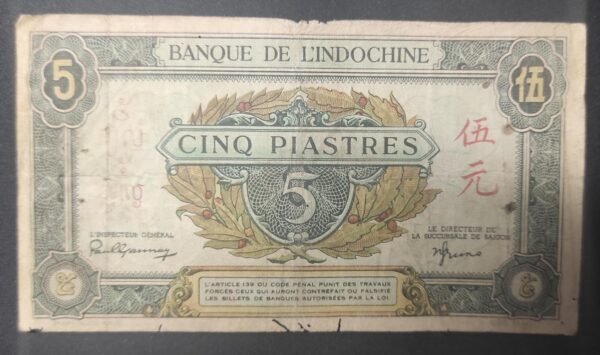 BANQUE DE L'INDOCHINE
5
伍
CINQ PIASTRES
5
伍元
L'INSPECTEUR GÉNÉRAL
LE DIRECTEUR DE
LA SUCCURSALE DE SAIGON
L'ARTICLE 139 DU CODE PENAL PUNIT DES TRAVAUX
FORCÉS CEUX QUI AURONT CONTREFAIT OU FALSIFIÉ
LES BILLETS DE BANQUES AUTORISÉES PAR LA LOI.